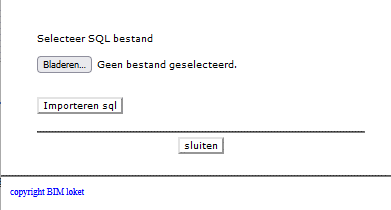 Selecteer SQL bestand
Bladeren... Geen bestand geselecteerd.
Importeren sql
sluiten
copyright BIM loket